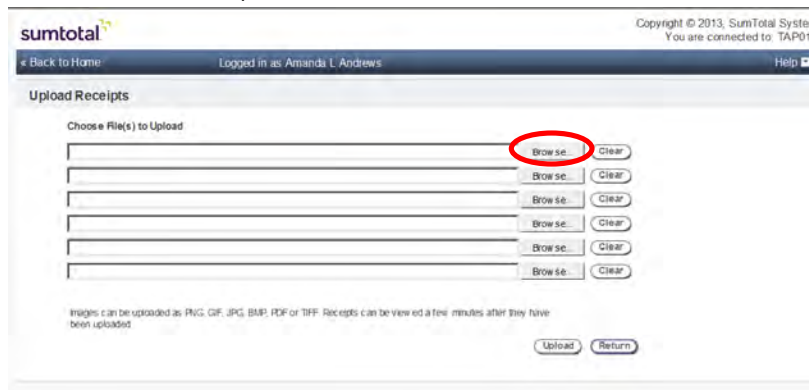 sumtotal
Copyright © 2013, SumTotal Syste
You are connected to: TAP01
« Back to Home Logged in as Amanda L Andrews Help
Upload Receipts
Choose File(s) to Upload
Browse... Clear
Browse... Clear
Browse... Clear
Browse... Clear
Browse... Clear
Browse... Clear
Images can be uploaded as PNG, GIF, JPG, BMP, PDF or TIFF. Receipts can be viewed a few minutes after they have
been uploaded
Upload Return